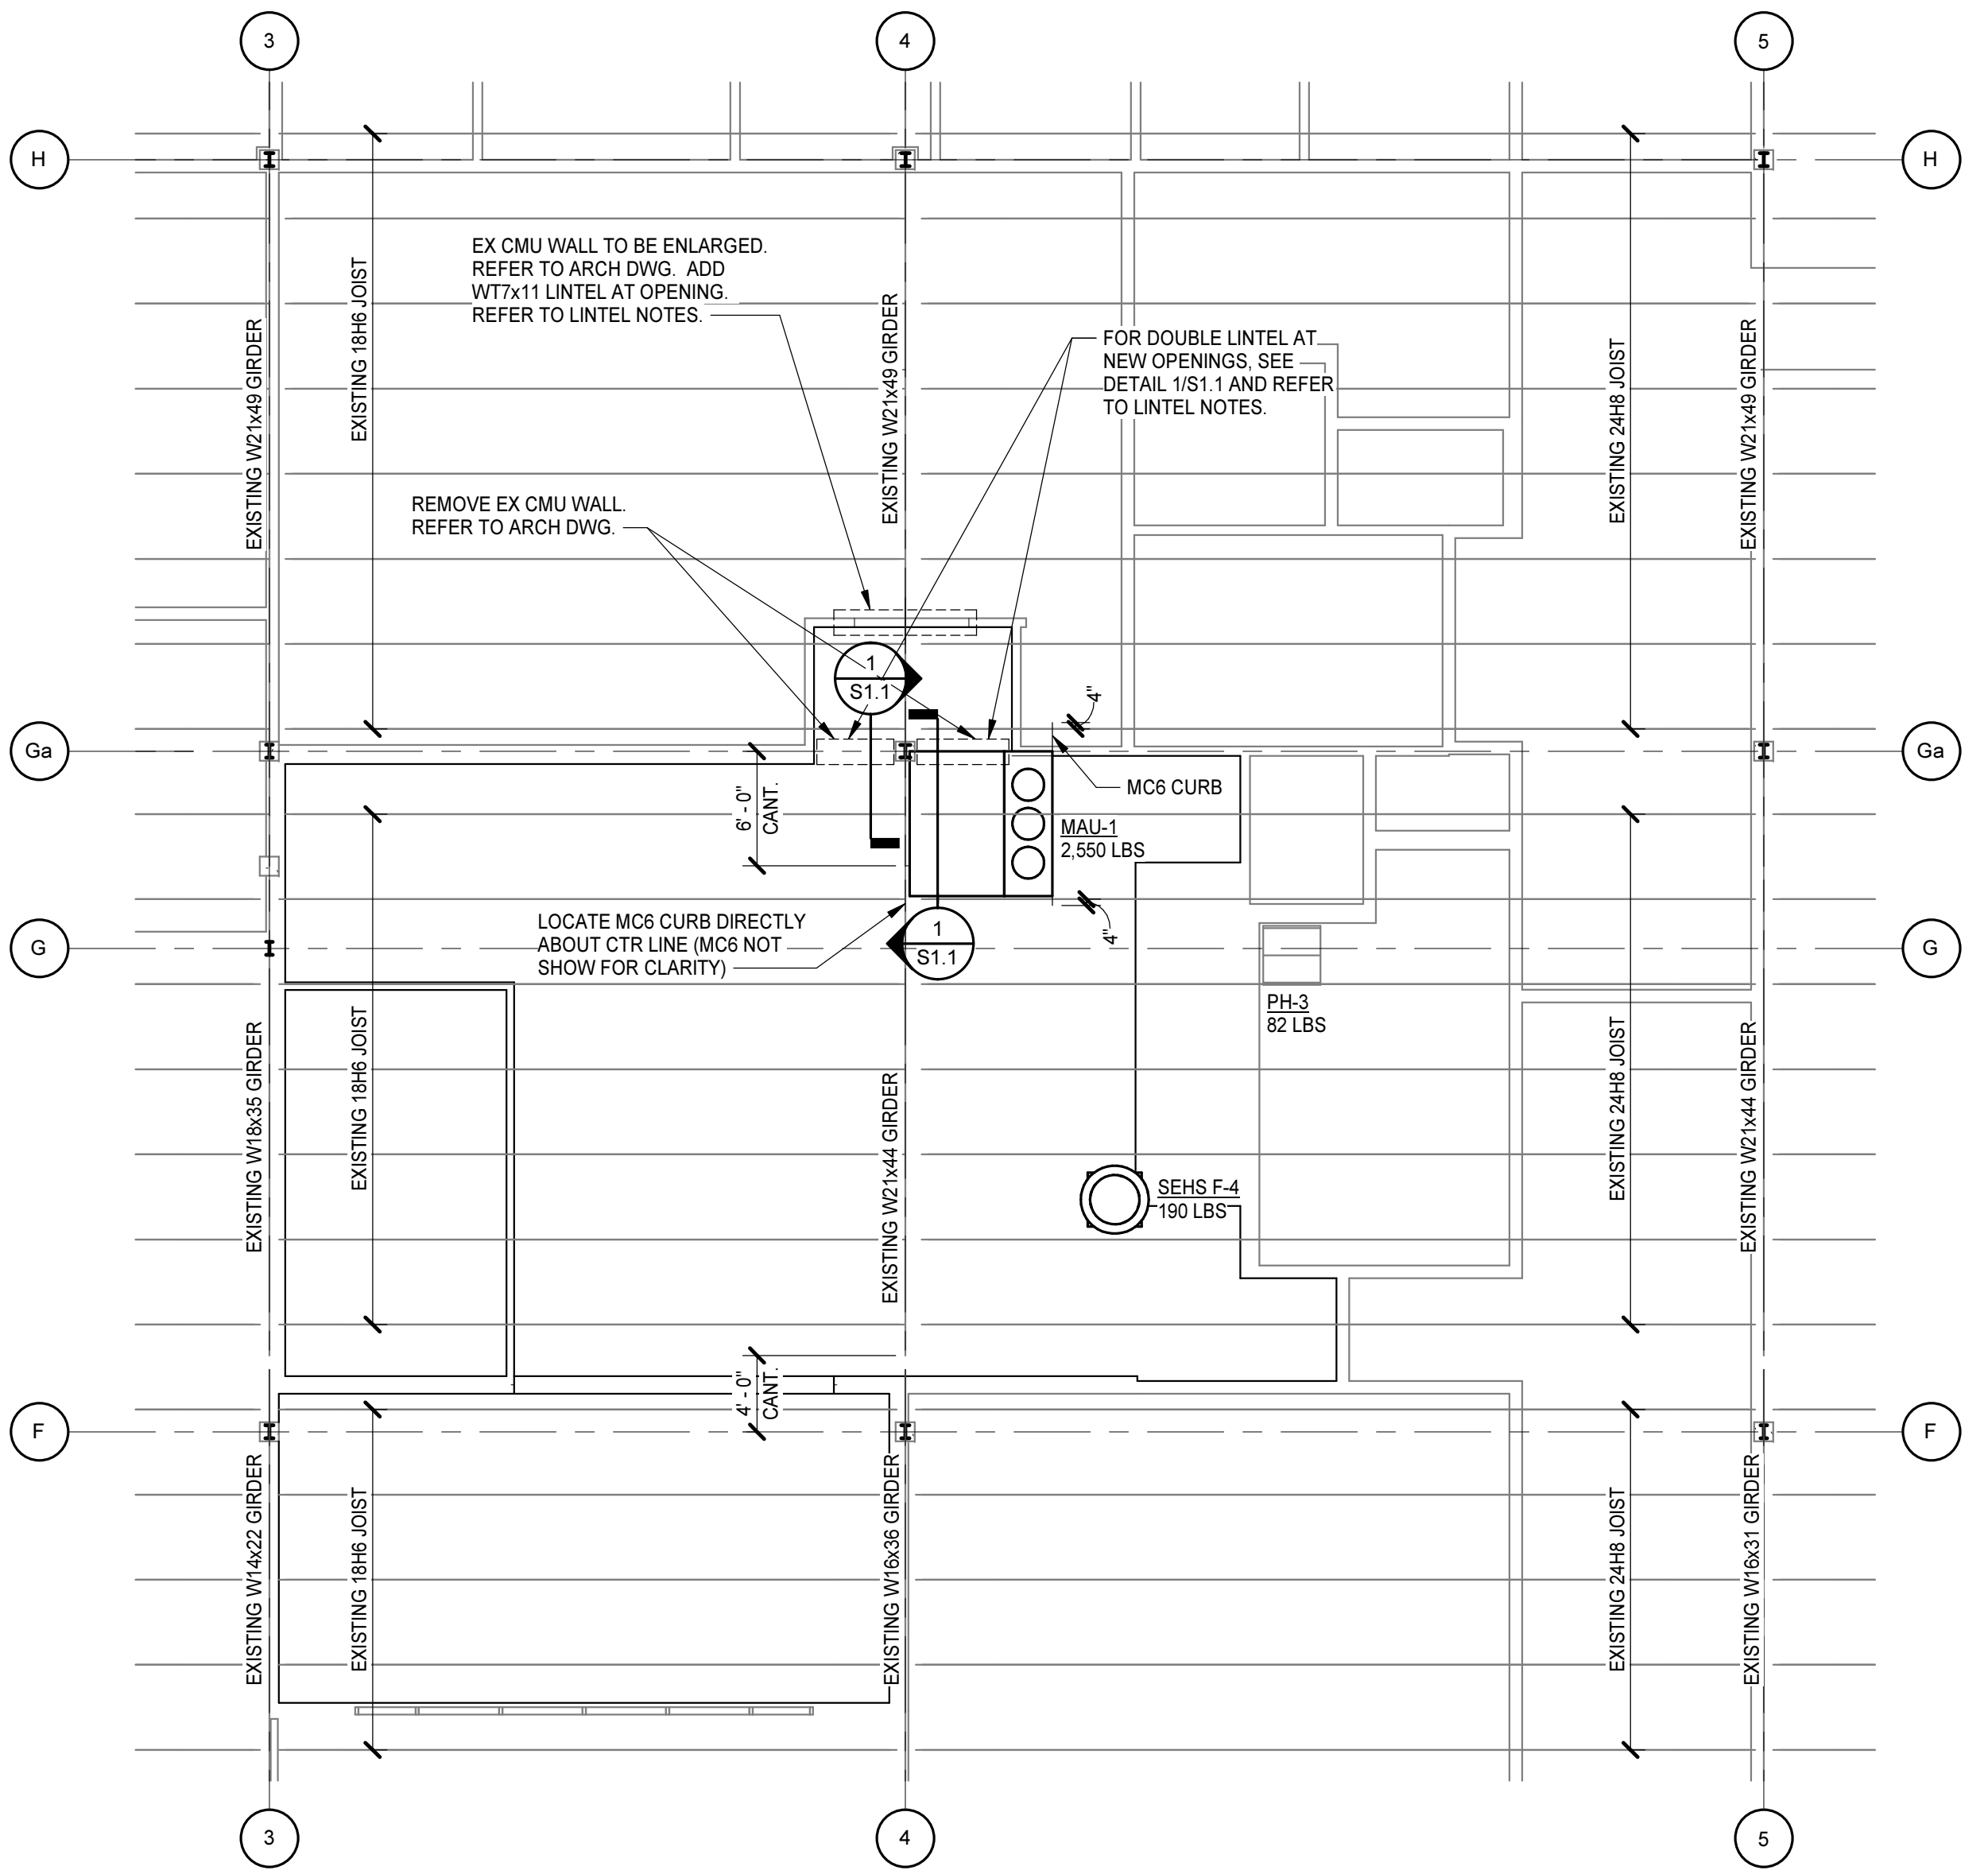 3
4
5
H
H
EX CMU WALL TO BE ENLARGED.
REFER TO ARCH DWG. ADD
WT7x11 LINTEL AT OPENING.
REFER TO LINTEL NOTES.
EXISTING W21x49 GIRDER
EXISTING 18H6 JOIST
EXISTING W21x49 GIRDER
FOR DOUBLE LINTEL AT
NEW OPENINGS, SEE
DETAIL 1/S1.1 AND REFER
TO LINTEL NOTES.
EXISTING 24H8 JOIST
EXISTING W21x49 GIRDER
REMOVE EX CMU WALL.
REFER TO ARCH DWG.
1
S1.1
4"
Ga
Ga
6' - 0"
CANT.
MC6 CURB
MAU-1
2,550 LBS
LOCATE MC6 CURB DIRECTLY
ABOUT CTR LINE (MC6 NOT
SHOW FOR CLARITY)
1
S1.1
4"
G
G
PH-3
82 LBS
EXISTING W18x35 GIRDER
EXISTING 18H6 JOIST
EXISTING W21x44 GIRDER
EXISTING 24H8 JOIST
EXISTING W21x44 GIRDER
SEHS F-4
190 LBS
4' - 0"
CANT.
F
F
EXISTING W14x22 GIRDER
EXISTING 18H6 JOIST
EXISTING W16x36 GIRDER
EXISTING 24H8 JOIST
EXISTING W16x31 GIRDER
3
4
5